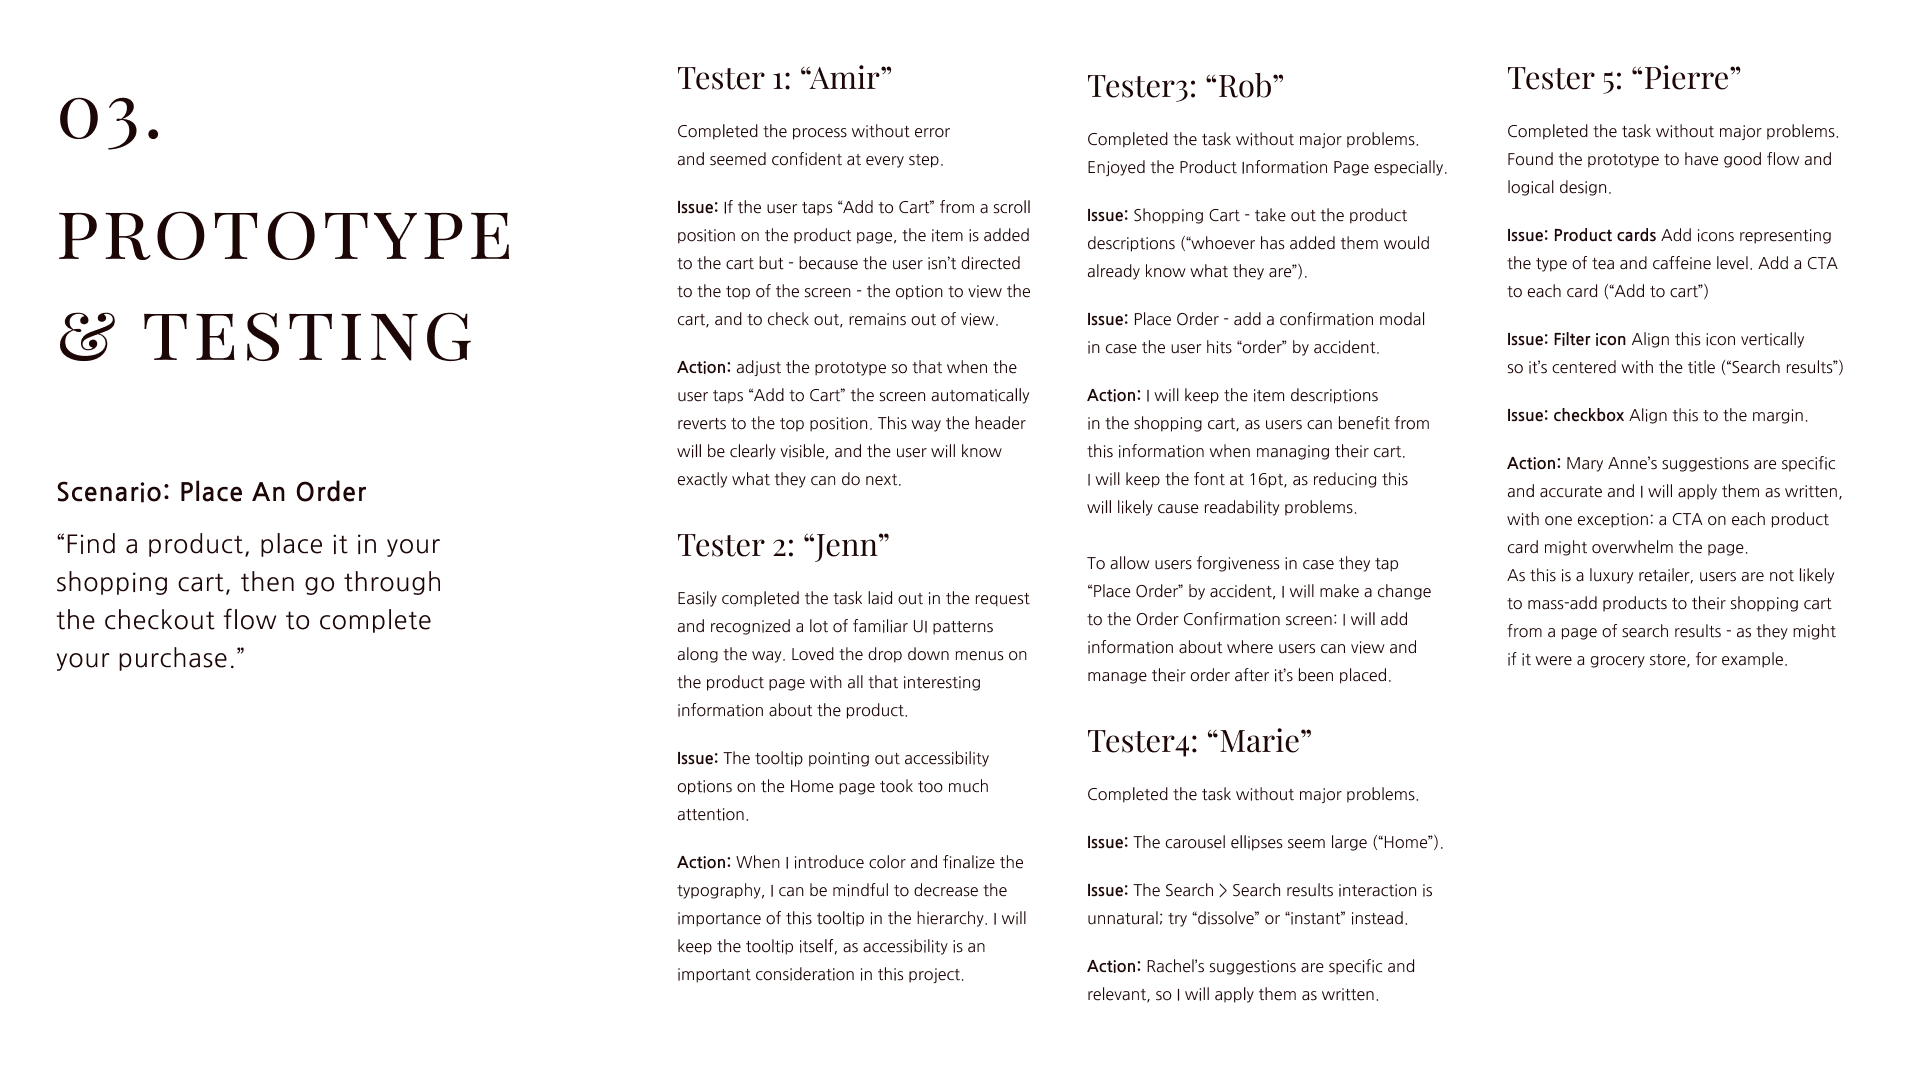 03.
PROTOTYPE
& TESTING
Scenario: Place An Order
“Find a product, place it in your
shopping cart, then go through
the checkout flow to complete
your purchase.”
Tester 1: “Amir”
Completed the process without error
and seemed confident at every step.
Issue: If the user taps “Add to Cart” from a scroll
position on the product page, the item is added
to the cart but - because the user isn’t directed
to the top of the screen - the option to view the
cart, and to check out, remains out of view.
Action: adjust the prototype so that when the
user taps “Add to Cart” the screen automatically
reverts to the top position. This way the header
will be clearly visible, and the user will know
exactly what they can do next.
Tester 2: “Jenn”
Easily completed the task laid out in the request
and recognized a lot of familiar UI patterns
along the way. Loved the drop down menus on
the product page with all that interesting
information about the product.
Issue: The tooltip pointing out accessibility
options on the Home page took too much
attention.
Action: When I introduce color and finalize the
typography, I can be mindful to decrease the
importance of this tooltip in the hierarchy. I will
keep the tooltip itself, as accessibility is an
important consideration in this project.
Tester3: “Rob”
Completed the task without major problems.
Enjoyed the Product Information Page especially.
Issue: Shopping Cart - take out the product
descriptions (“whoever has added them would
already know what they are”).
Issue: Place Order - add a confirmation modal
in case the user hits “order” by accident.
Action: I will keep the item descriptions
in the shopping cart, as users can benefit from
this information when managing their cart.
I will keep the font at 16pt, as reducing this
will likely cause readability problems.
To allow users forgiveness in case they tap
“Place Order” by accident, I will make a change
to the Order Confirmation screen: I will add
information about where users can view and
manage their order after it’s been placed.
Tester4: “Marie”
Completed the task without major problems.
Issue: The carousel ellipses seem large (“Home”).
Issue: The Search > Search results interaction is
unnatural; try “dissolve” or “instant” instead.
Action: Rachel’s suggestions are specific and
relevant, so I will apply them as written.
Tester 5: “Pierre”
Completed the task without major problems.
Found the prototype to have good flow and
logical design.
Issue: Product cards Add icons representing
the type of tea and caffeine level. Add a CTA
to each card (“Add to cart”)
Issue: Filter icon Align this icon vertically
so it’s centered with the title (“Search results”)
Issue: checkbox Align this to the margin.
Action: Mary Anne’s suggestions are specific
and accurate and I will apply them as written,
with one exception: a CTA on each product
card might overwhelm the page.
As this is a luxury retailer, users are not likely
to mass-add products to their shopping cart
from a page of search results - as they might
if it were a grocery store, for example.